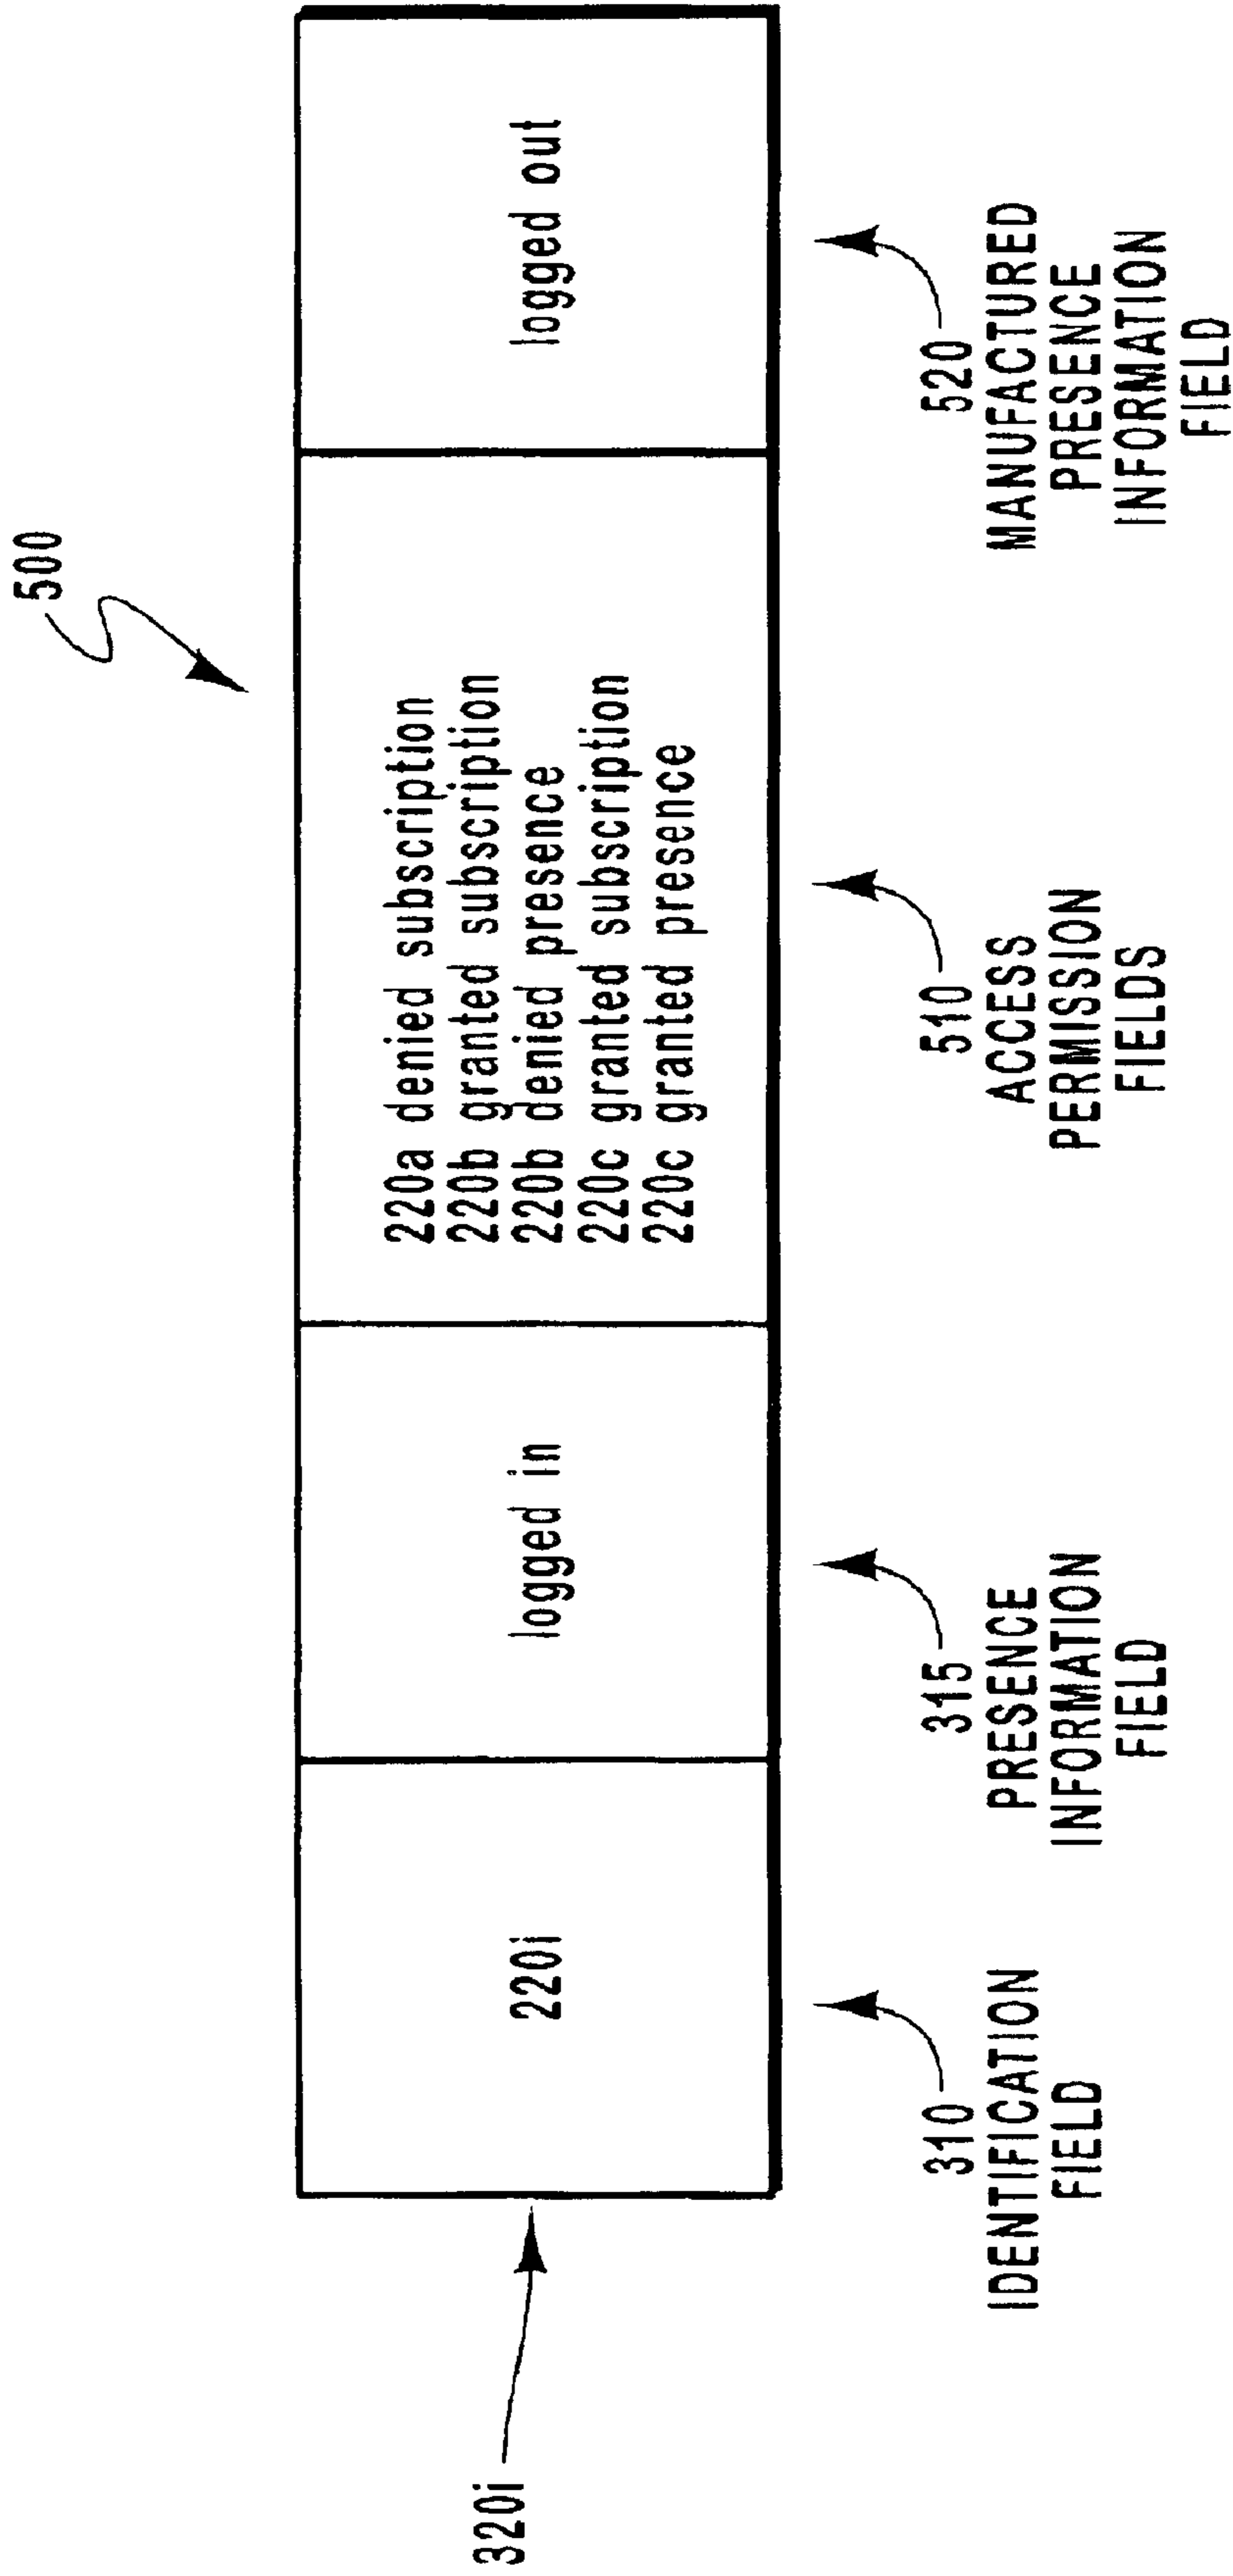 500
320i
220i
logged in
220a denied subscription
220b granted subscription
220b denied presence
220c granted subscription
220c granted presence
logged out
310
IDENTIFICATION
FIELD
315
PRESENCE
INFORMATION
FIELD
510
ACCESS
PERMISSION
FIELDS
520
MANUFACTURED
PRESENCE
INFORMATION
FIELD